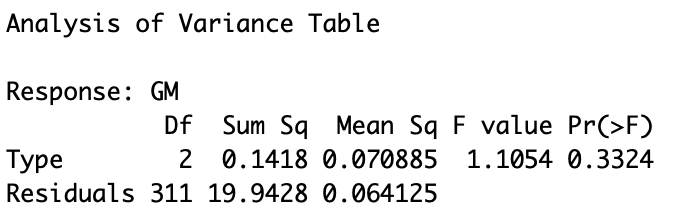 Analysis of Variance Table

Response: GM
           Df  Sum Sq  Mean Sq F value Pr(>F)
Type        2  0.1418 0.070885  1.1054 0.3324
Residuals 311 19.9428 0.064125